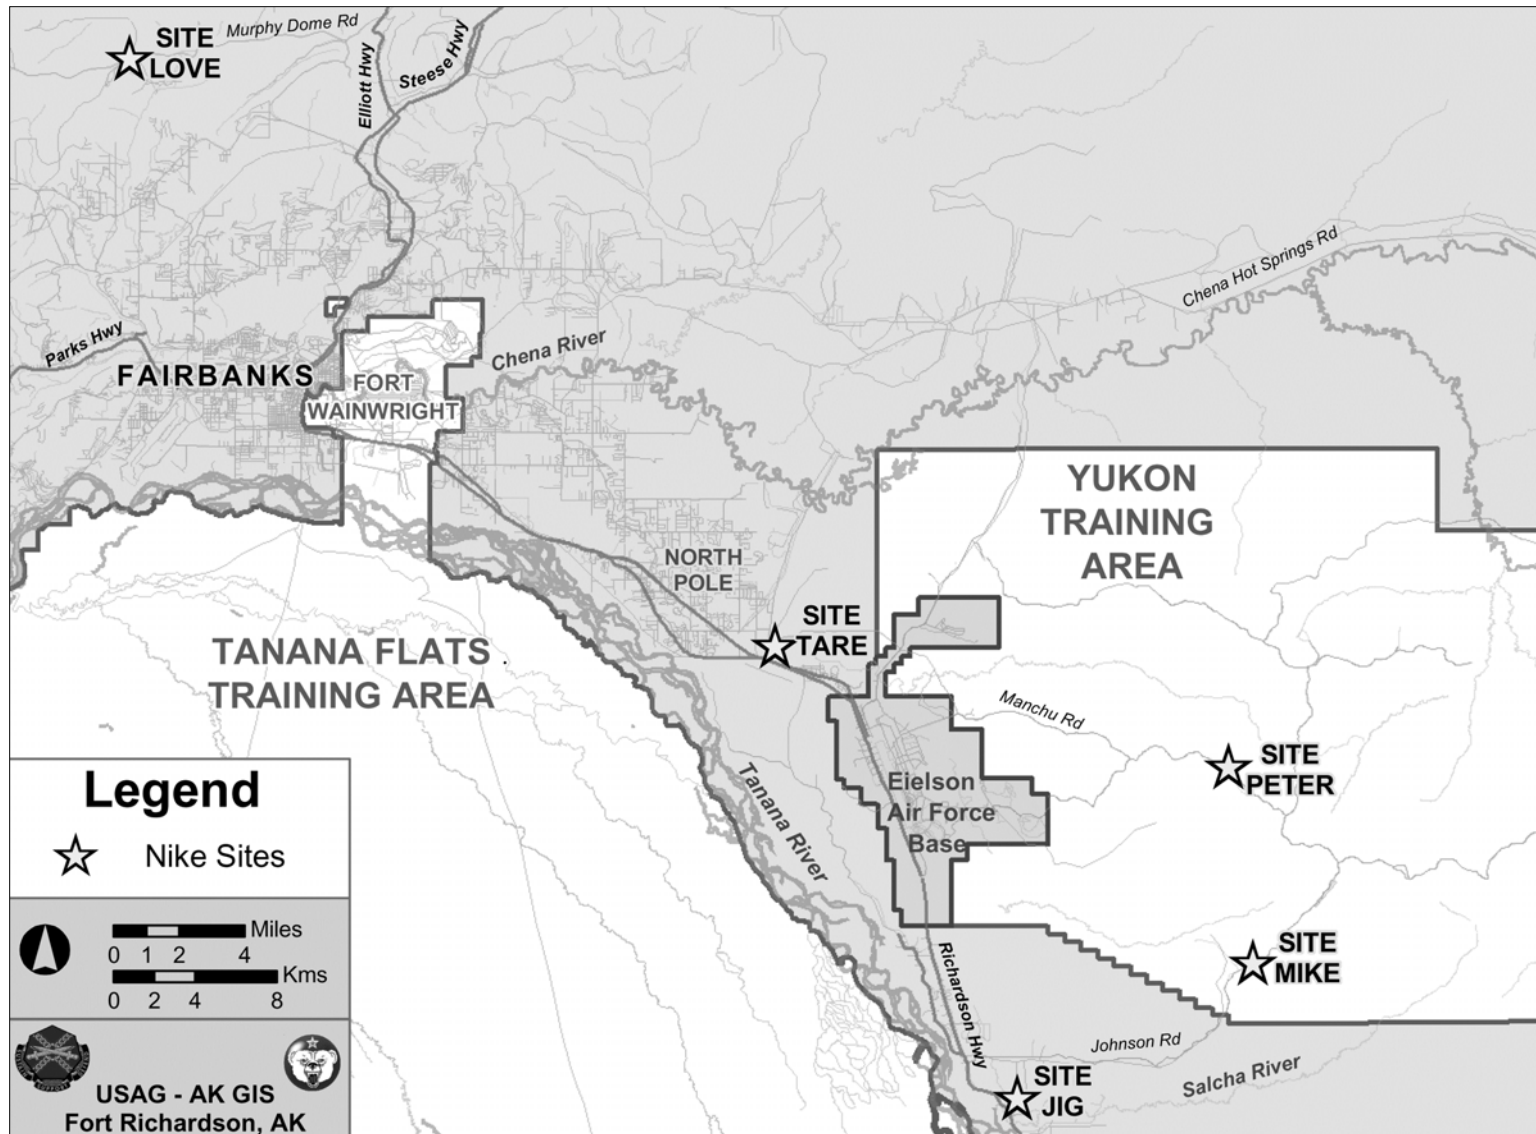 SITE
LOVE
Murphy Dome Rd
Elliott Hwy
Steese Hwy
Chena Hot Springs Rd
Parks Hwy
FAIRBANKS
FORT
WAINWRIGHT
Chena River
YUKON
TRAINING
AREA
NORTH
POLE
SITE
TARE
TANANA FLATS
TRAINING AREA
Manchu Rd
SITE
PETER
Tanana River
Eielson
Air Force
Base
SITE
MIKE
Richardson Hwy
Johnson Rd
Salcha River
SITE
JIG
Legend
Nike Sites
Miles
0 1 2 4
Kms
0 2 4 8
USAG - AK GIS
Fort Richardson, AK